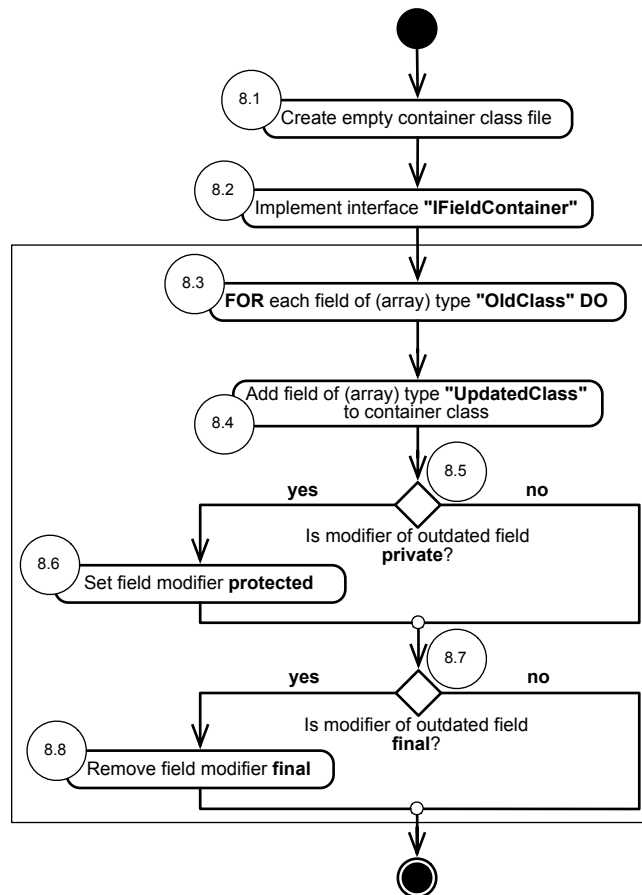 8.1
Create empty container class file
8.2
Implement interface "IFieldContainer"
8.3
FOR each field of (array) type "OldClass" DO
Add field of (array) type "UpdatedClass"
8.4
to container class
8.5
yes
no
Is modifier of outdated field
private?
8.6
Set field modifier protected
8.7
yes
no
Is modifier of outdated field
final?
8.8
Remove field modifier final